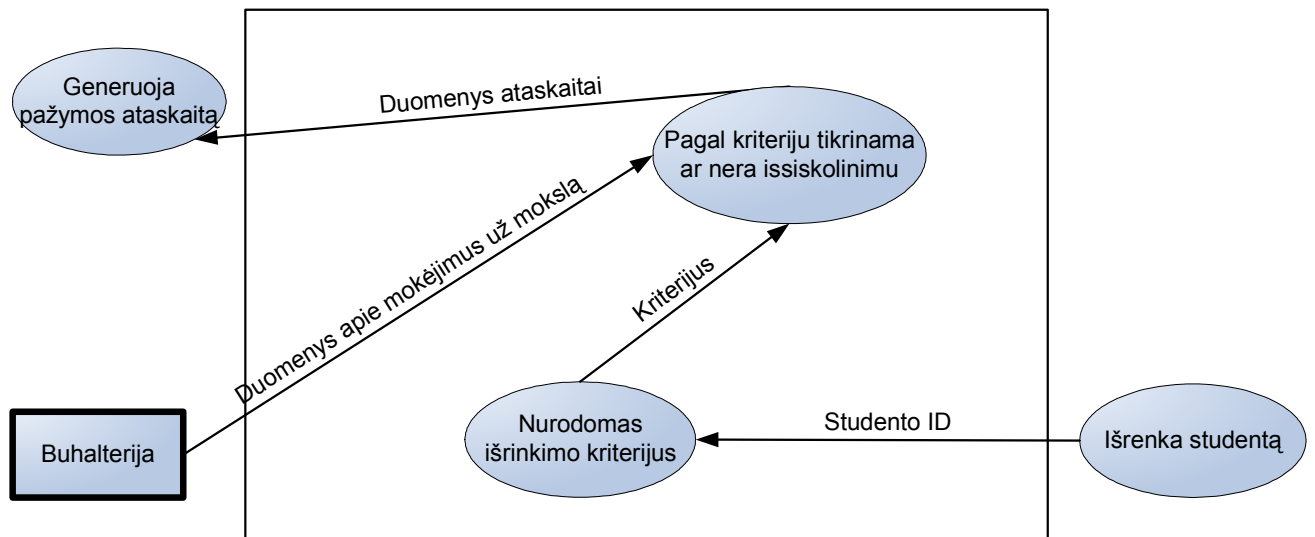 Generuoja
pažymos ataskaitą
Duomenys ataskaitai
Pagal kriteriju tikrinama
ar nera issiskolinimu
Duomenys apie mokėjimus už mokslą
Kriterijus
Buhalterija
Nurodomas
išrinkimo kriterijus
Studento ID
Išrenka studentą